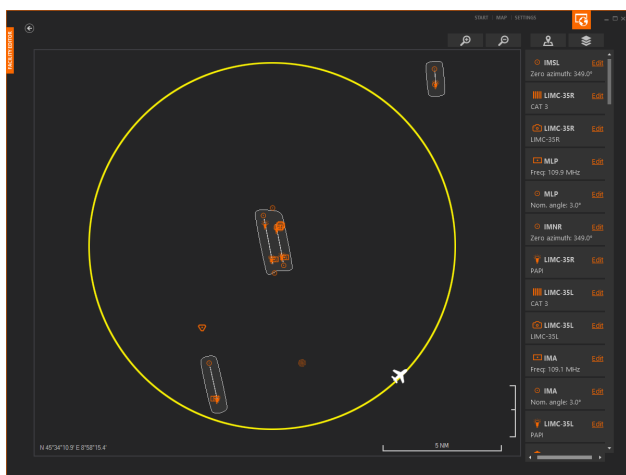 START | MAP | SETTINGS
FACILITY EDITOR
IMSL Edit
Zero azimuth: 349.0°
LIMC-35R Edit
CAT 3
LIMC-35R Edit
LIMC-35R
MLP Edit
Freq: 109.9 MHz
MLP Edit
Nom. angle: 3.0°
IMNR Edit
Zero azimuth: 349.0°
LIMC-35R Edit
PAPI
LIMC-35L Edit
CAT 3
LIMC-35L Edit
LIMC-35L
IMA Edit
Freq: 109.1 MHz
IMA Edit
Nom. angle: 3.0°
LIMC-35L Edit
PAPI
N 45°34'10.9' E 8°58'15.4'
5 NM